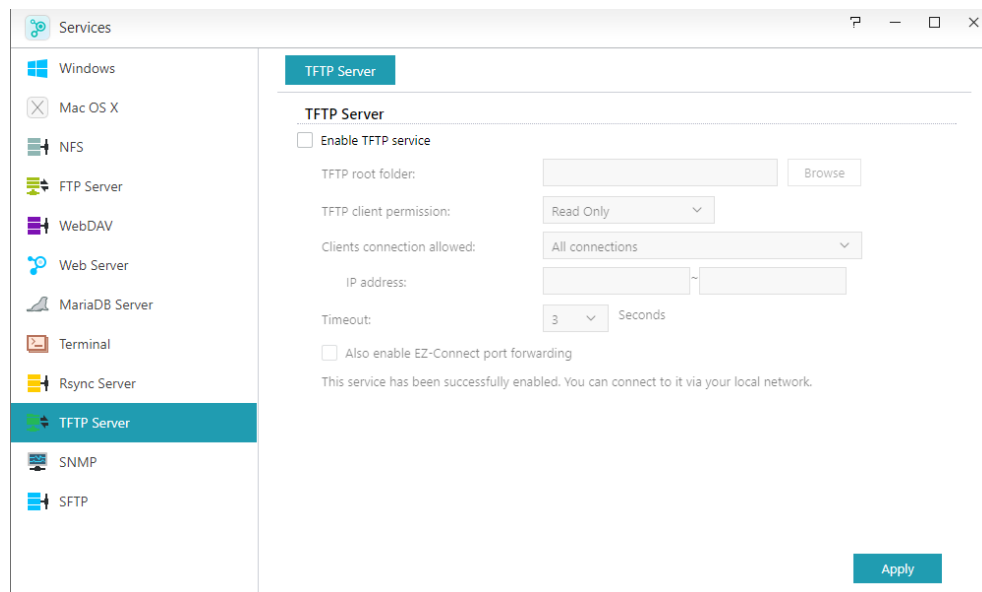 Services
Windows
Mac OS X
NFS
FTP Server
WebDAV
Web Server
MariaDB Server
Terminal
Rsync Server
TFTP Server
SNMP
SFTP
TFTP Server
TFTP Server
Enable TFTP service
TFTP root folder: Browse
TFTP client permission: Read Only
Clients connection allowed: All connections
IP address: ~
Timeout: 3 Seconds
Also enable EZ-Connect port forwarding
This service has been successfully enabled. You can connect to it via your local network.
Apply